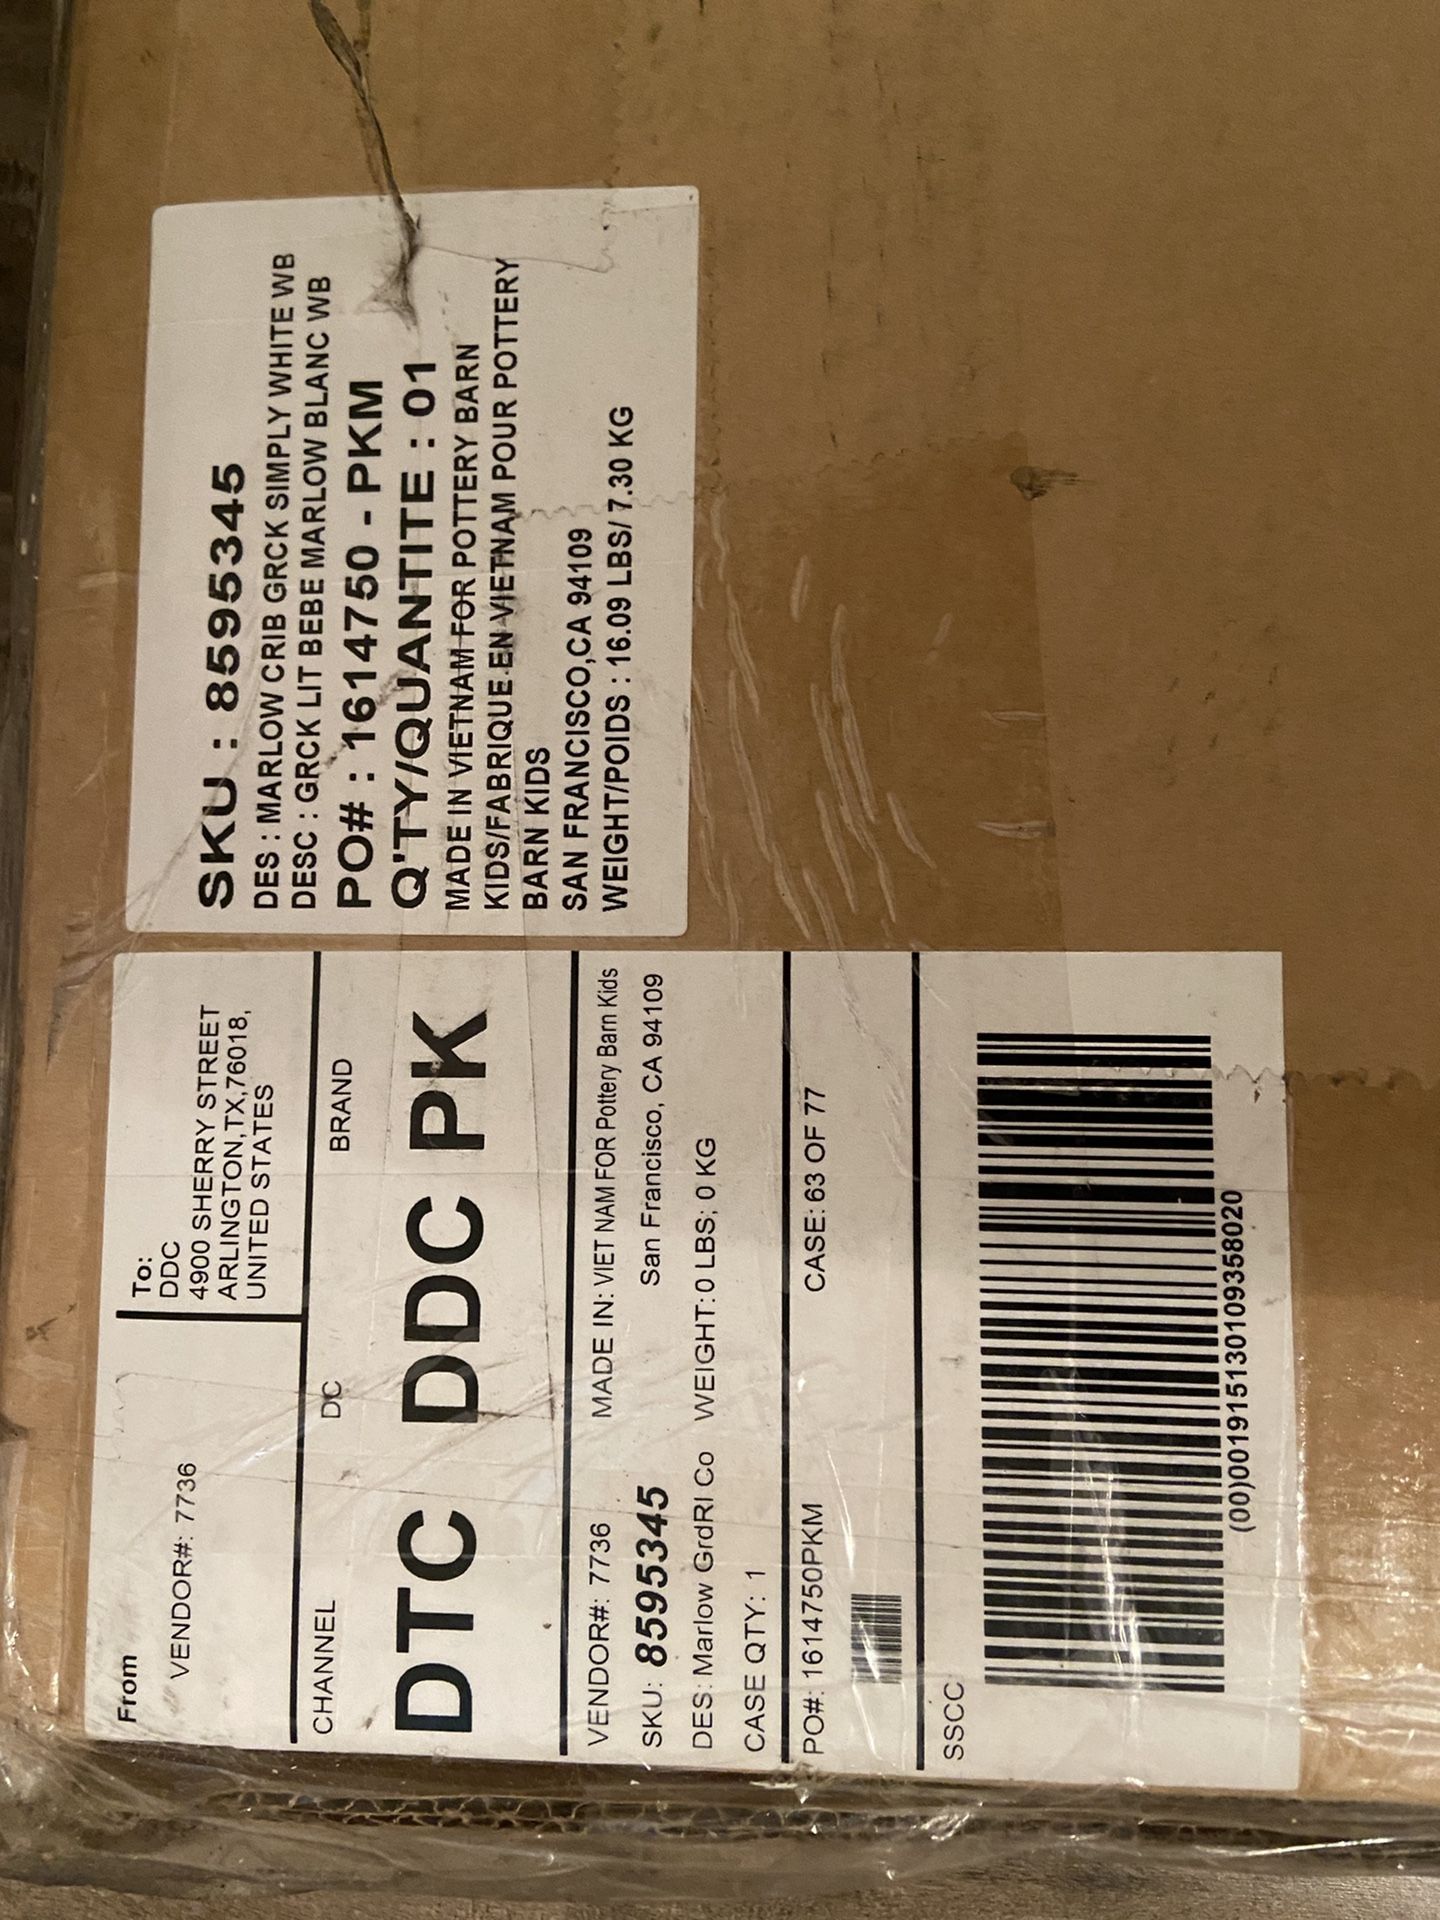 SKU : 8595345
DES : MARLOW CRIB GRCK SIMPLY WHITE WB
DESC : GRCK LIT BEBE MARLOW BLANC WB
PO# : 1614750 - PKM
Q'TY/QUANTITE : 01
MADE IN VIETNAM FOR POTTERY BARN
KIDS/FABRIQUE EN VIETNAM POUR POTTERY
BARN KIDS
SAN FRANCISCO,CA 94109
WEIGHT/POIDS : 16.09 LBS/ 7.30 KG
From
VENDOR#: 7736
To:
DDC
4900 SHERRY STREET
ARLINGTON,TX,76018,
UNITED STATES
CHANNEL DC BRAND
DTC DDC PK
VENDOR#: 7736 MADE IN: VIET NAM FOR Pottery Barn Kids
SKU: 8595345 San Francisco, CA 94109
DES: Marlow GrdRl Co WEIGHT: 0 LBS; 0 KG
CASE QTY: 1
PO#: 1614750PKM CASE: 63 OF 77
SSCC
(00)001915130109358020